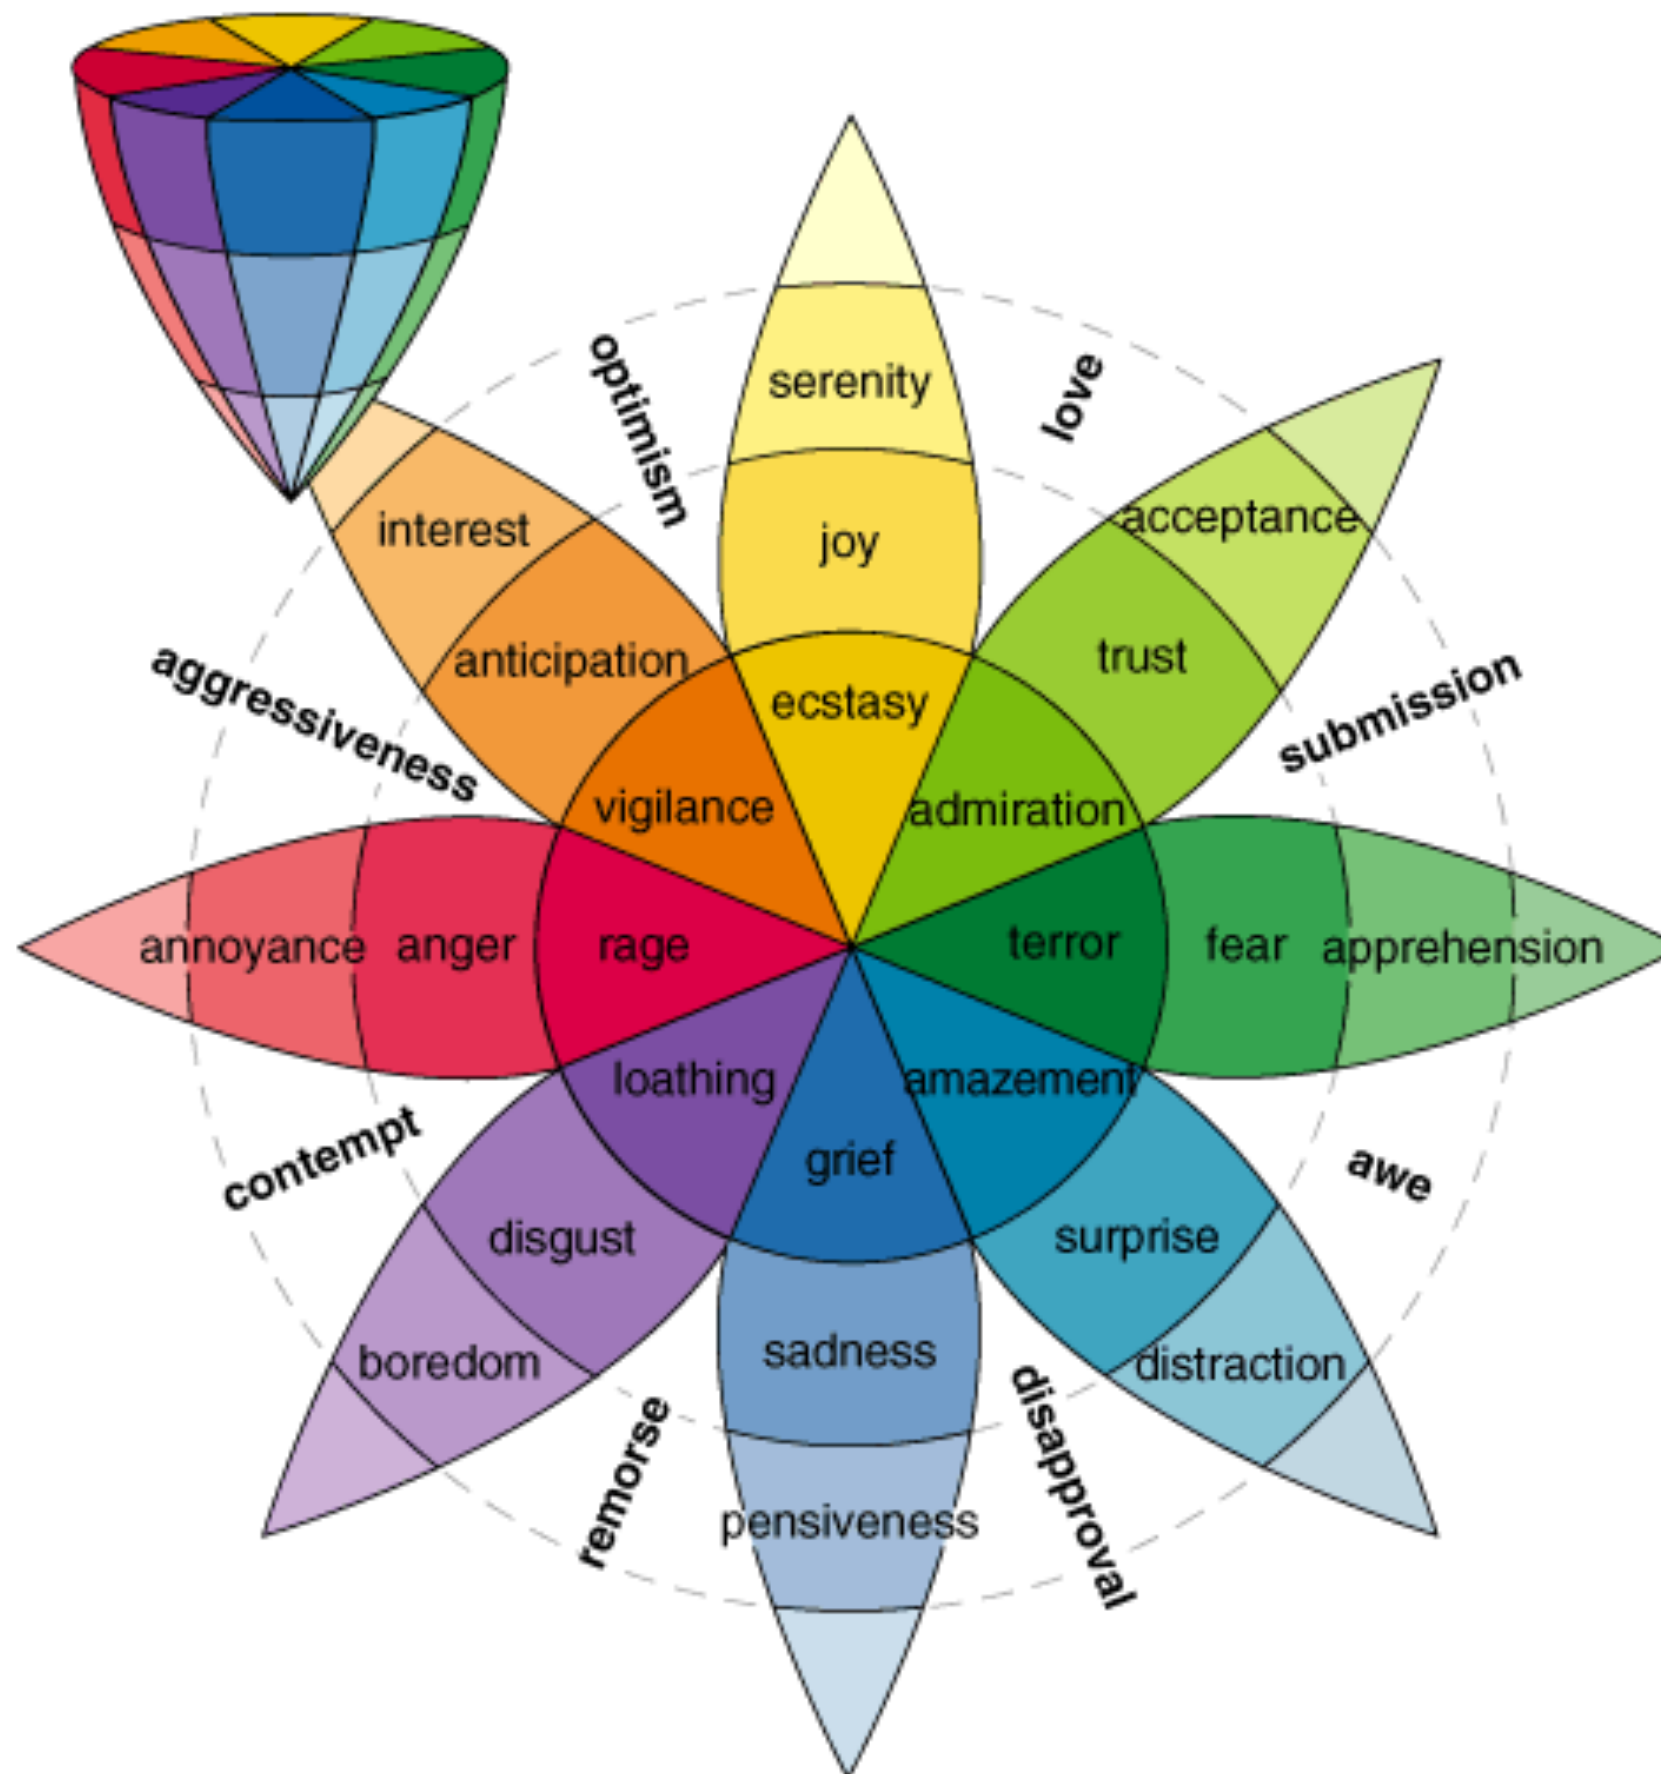 optimism
love
serenity
interest
acceptance
joy
anticipation
trust
aggressiveness
submission
ecstasy
vigilance
admiration
annoyance
anger
rage
terror
fear
apprehension
loathing
amazement
contempt
grief
awe
disgust
surprise
boredom
sadness
distraction
remorse
disapproval
pensiveness